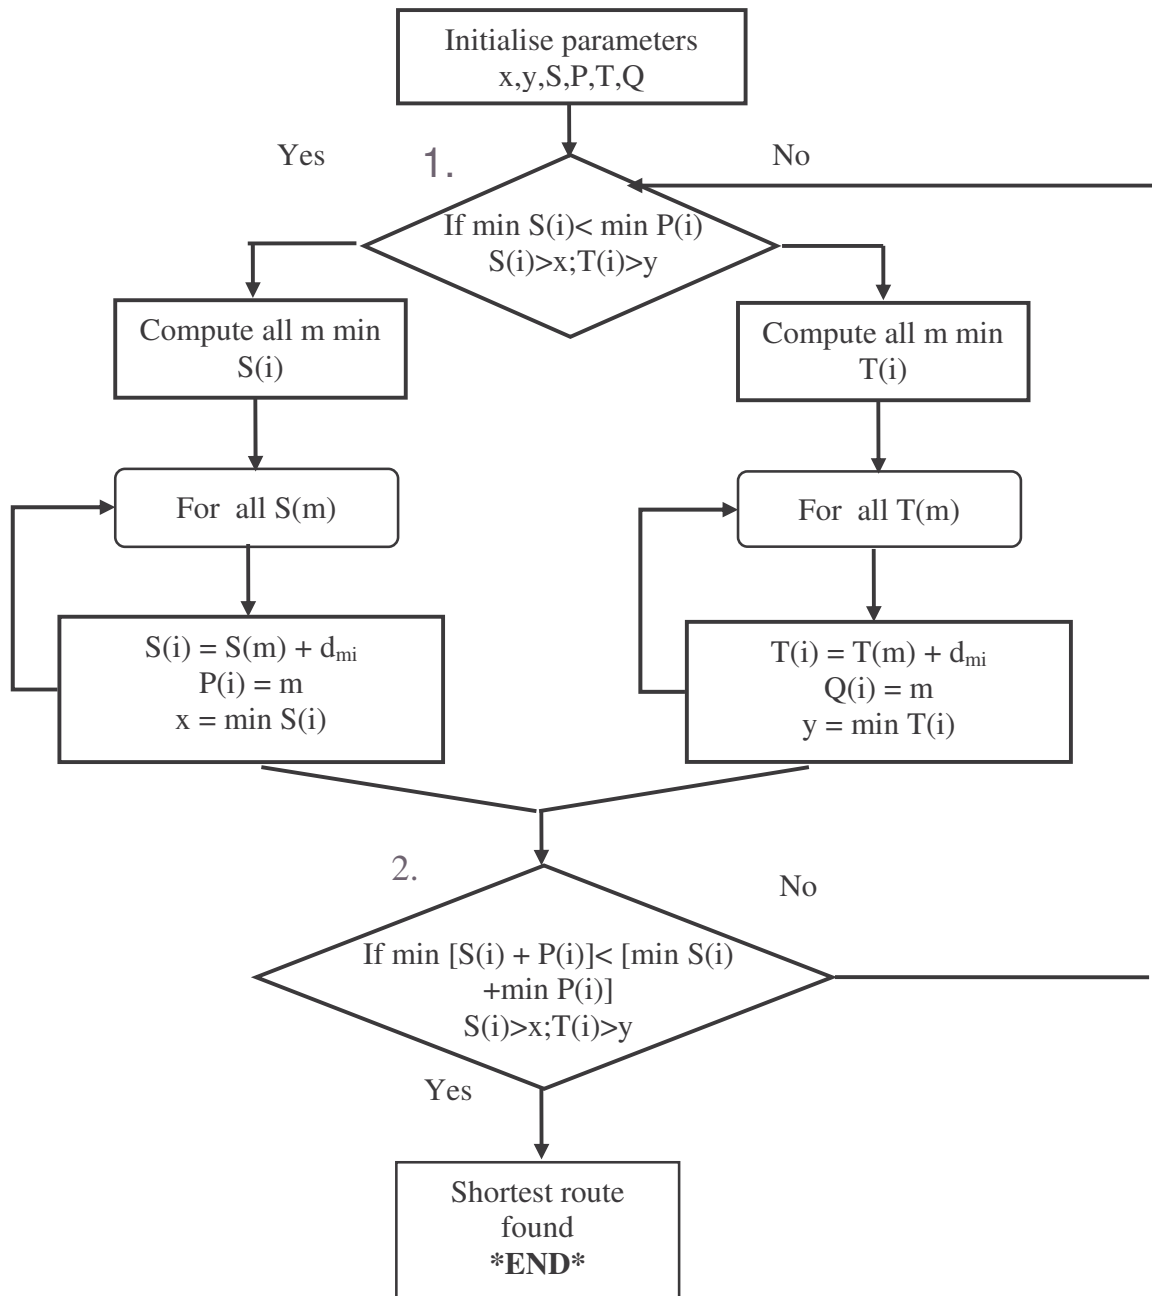 Initialise parameters
x,y,S,P,T,Q
Yes
1.
No
If min S(i)< min P(i)
S(i)>x;T(i)>y
Compute all m min
S(i)
Compute all m min
T(i)
For all S(m)
For all T(m)
S(i) = S(m) + dmi
P(i) = m
x = min S(i)
T(i) = T(m) + dmi
Q(i) = m
y = min T(i)
2.
No
If min [S(i) + P(i)]< [min S(i)
+min P(i)]
S(i)>x;T(i)>y
Yes
Shortest route
found
*END*